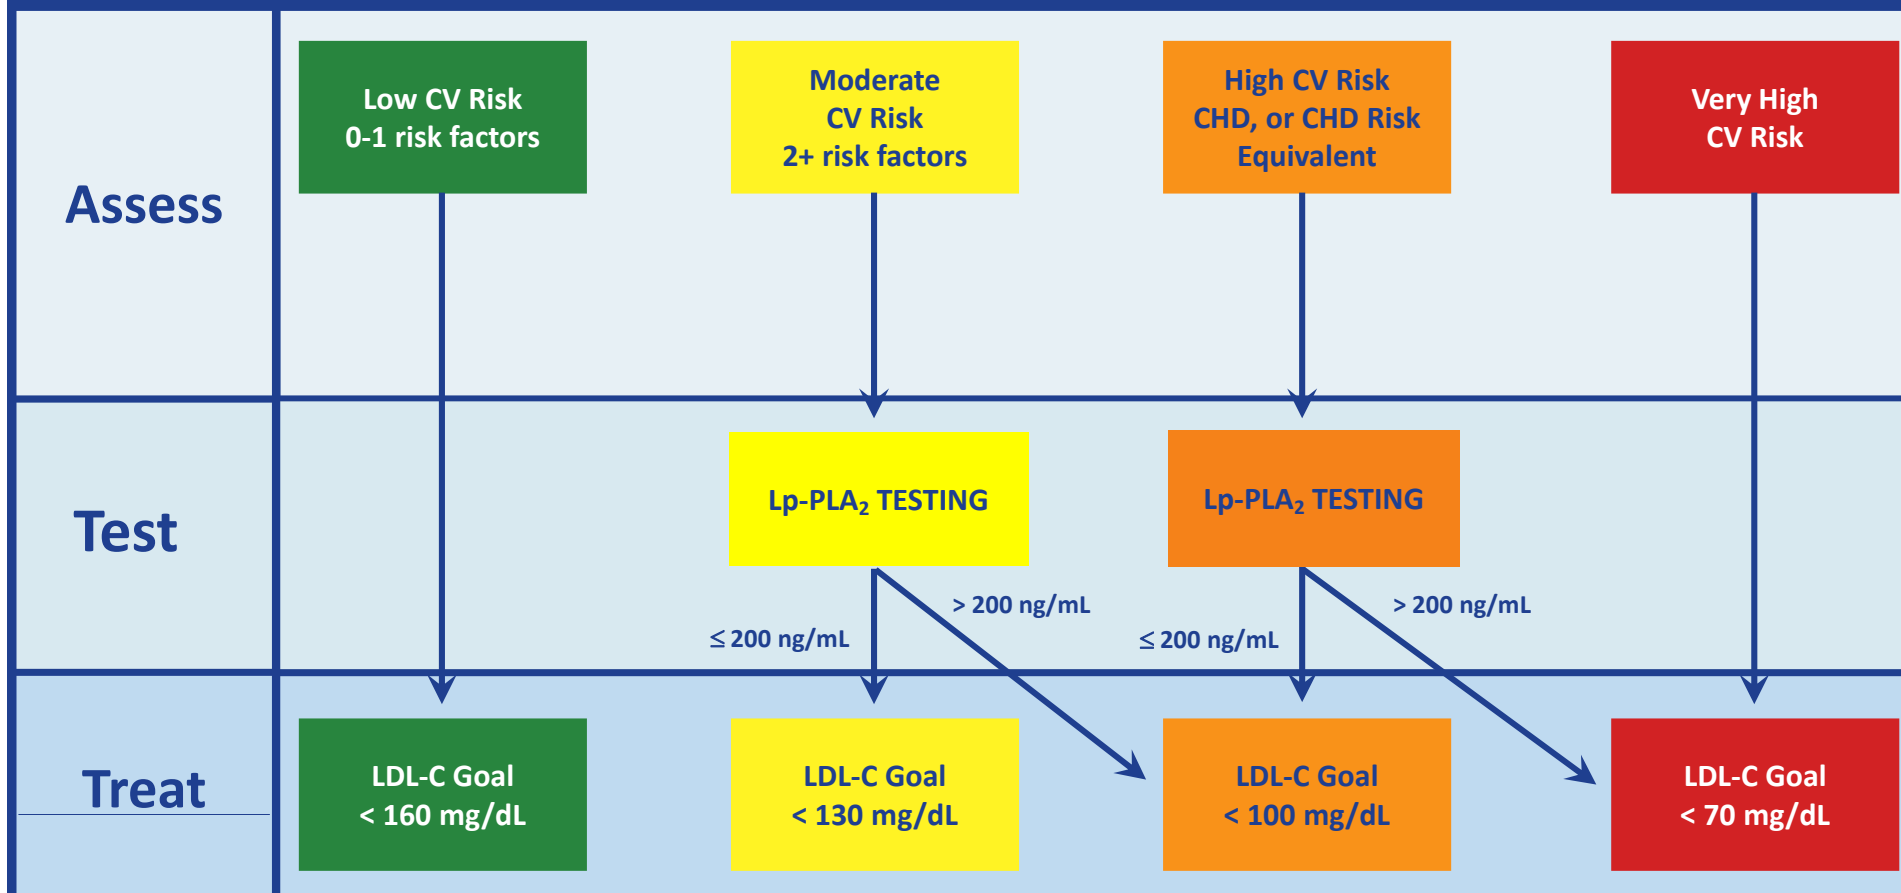 Assess
Low CV Risk
0-1 risk factors
Moderate
CV Risk
2+ risk factors
High CV Risk
CHD, or CHD Risk
Equivalent
Very High
CV Risk
Test
Lp-PLA₂ TESTING
Lp-PLA₂ TESTING
≤ 200 ng/mL
> 200 ng/mL
≤ 200 ng/mL
> 200 ng/mL
Treat
LDL-C Goal
< 160 mg/dL
LDL-C Goal
< 130 mg/dL
LDL-C Goal
< 100 mg/dL
LDL-C Goal
< 70 mg/dL